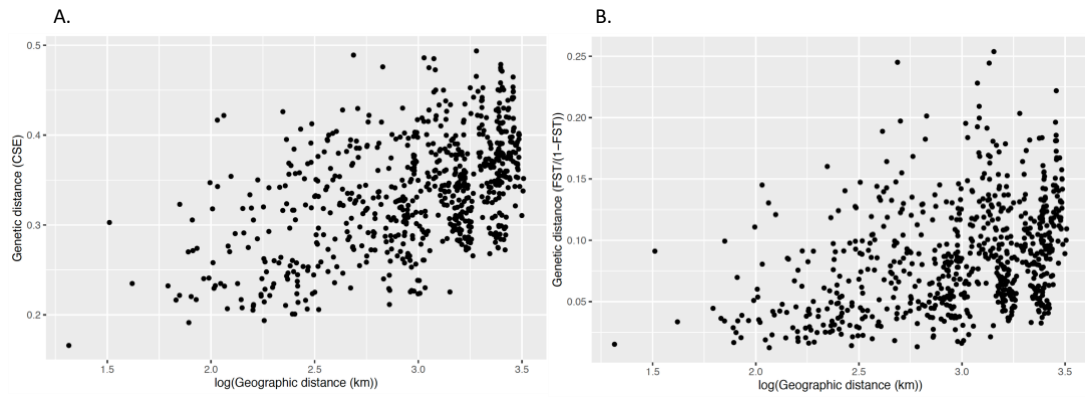 A.
0.5
0.4
0.3
0.2
Genetic distance (CSE)
1.5 2.0 2.5 3.0 3.5
log(Geographic distance (km))
B.
0.25
0.20
0.15
0.10
0.05
Genetic distance (FST/(1−FST))
1.5 2.0 2.5 3.0 3.5
log(Geographic distance (km))